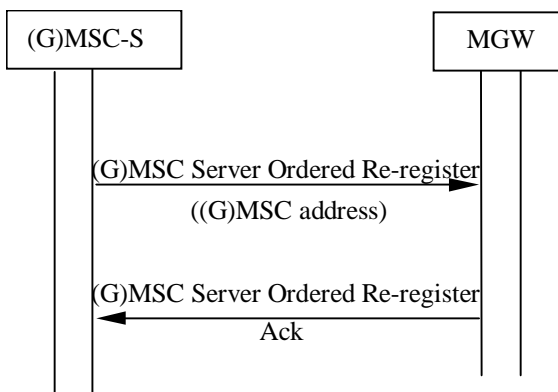 (G)MSC-S
MGW
(G)MSC Server Ordered Re-register
((G)MSC address)
(G)MSC Server Ordered Re-register
Ack